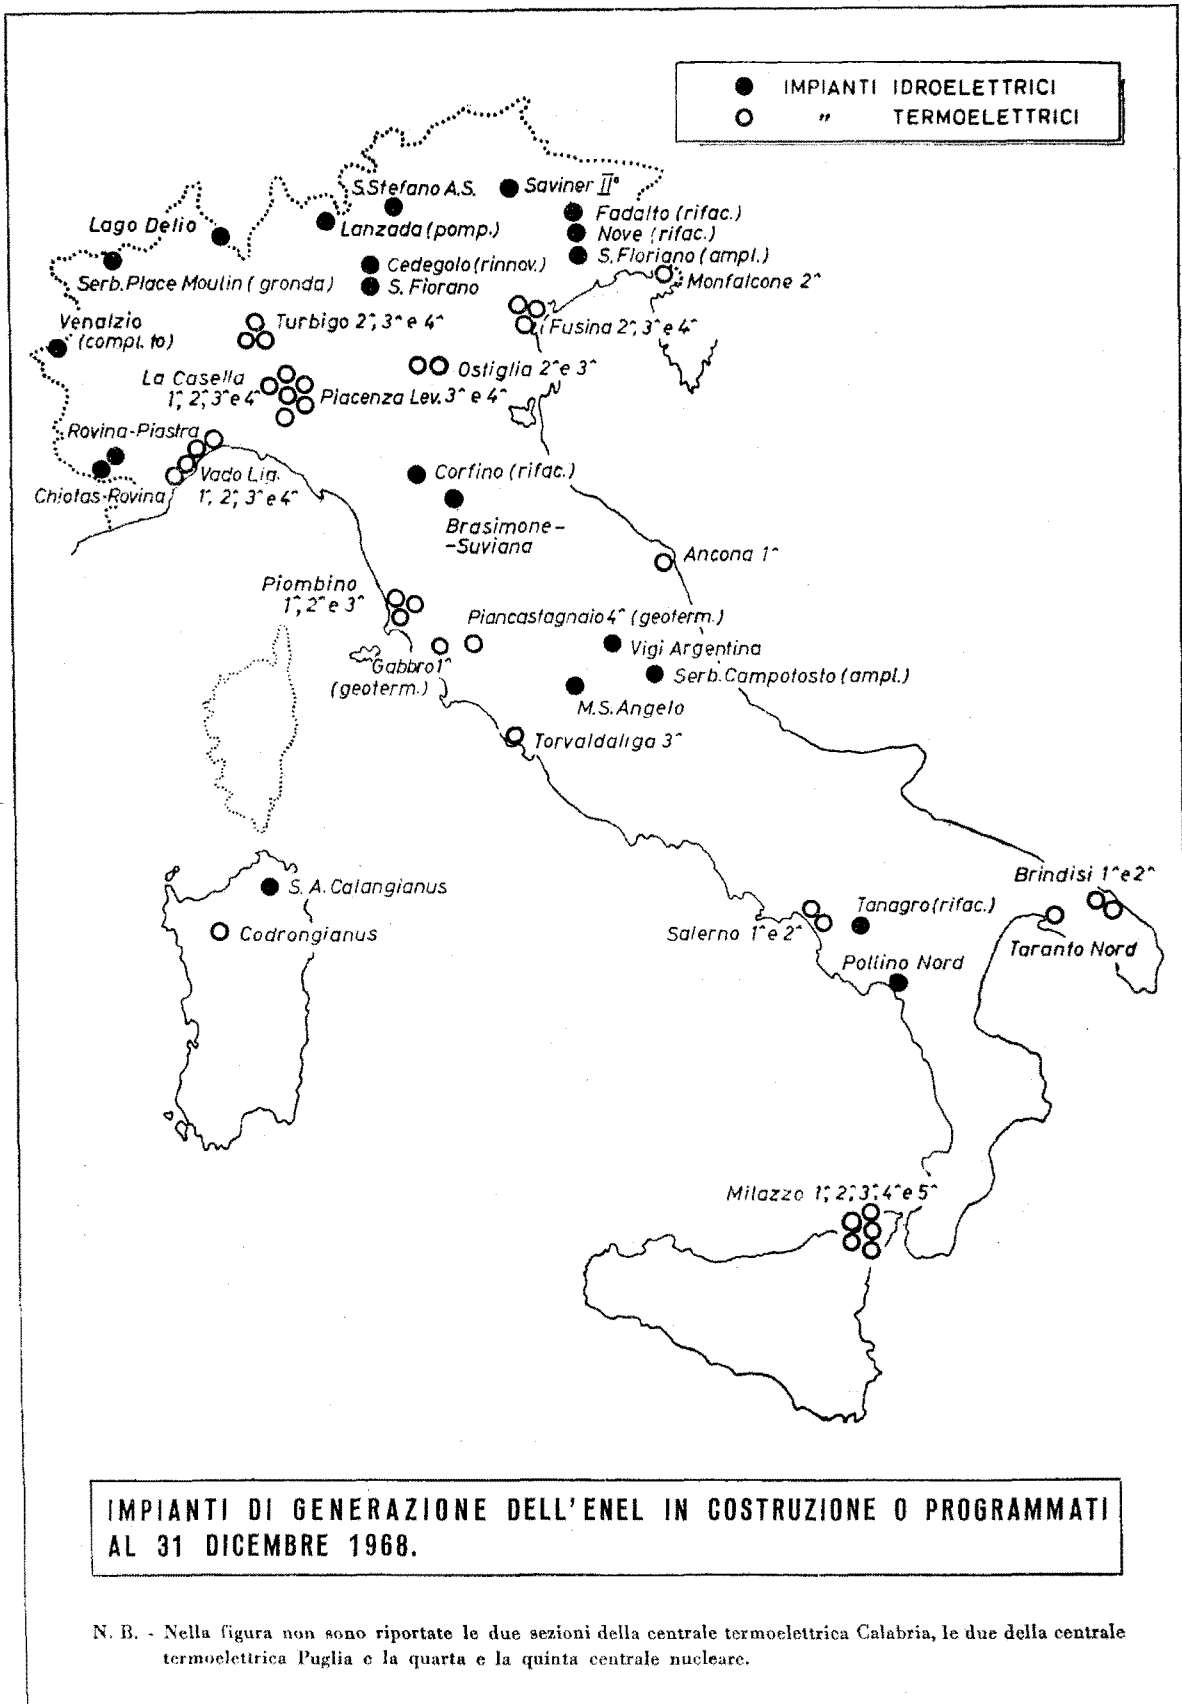 ● IMPIANTI IDROELETTRICI
○ " TERMOELETTRICI
S.Stefano A.S.
Saviner II°
Lago Delio
Lanzada (pomp.)
Fadalto (rifac.)
Nove (rifac.)
S. Floriano (ampl.)
Serb. Place Moulin (gronda)
Cedegolo (rinnov.)
S. Fiorano
Monfalcone 2^
Venalzio
(compl. to)
Turbigo 2^, 3^ e 4^
Fusina 2^, 3^ e 4^
La Casella
1^, 2^, 3^ e 4^
Ostiglia 2^ e 3^
Piacenza Lev. 3^ e 4^
Rovina-Piastra
Chiotas-Rovina
Vado Lig.
1^, 2^, 3^ e 4^
Corfino (rifac.)
Brasimone-
-Suviana
Ancona 1^
Piombino
1^, 2^ e 3^
Piancastagnaio 4^ (geoterm.)
Gabbro 1^
(geoterm.)
Vigi Argentina
Serb. Campotosto (ampl.)
M.S. Angelo
Torvaldaliga 3^
S. A. Calangianus
Codrongianus
Brindisi 1^ e 2^
Tanagro (rifac.)
Salerno 1^ e 2^
Taranto Nord
Pollino Nord
Milazzo 1^, 2^, 3^, 4^ e 5^
IMPIANTI DI GENERAZIONE DELL'ENEL IN COSTRUZIONE O PROGRAMMATI
AL 31 DICEMBRE 1968.
N. B. - Nella figura non sono riportate le due sezioni della centrale termoelettrica Calabria, le due della centrale
termoelettrica Puglia e la quarta e la quinta centrale nucleare.